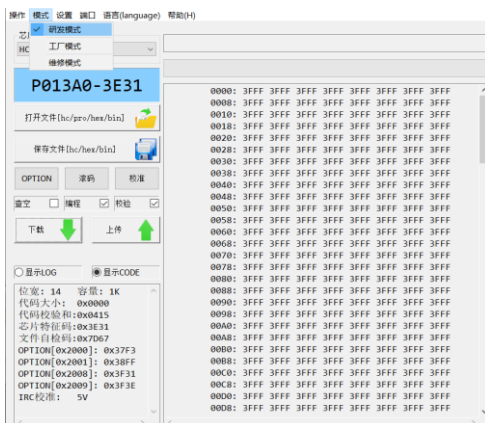 操作 模式 设置 端口 语言(language) 帮助(H)
研发模式
工厂模式
维修模式
P013A0-3E31
打开文件[hc/pro/hex/bin]
保存文件[hc/hex/bin]
OPTION 滚码 校准
查空 编程 校验
下载 上传
显示LOG 显示CODE
位宽: 14 容量: 1K
代码大小: 0x0000
代码校验和:0x0415
芯片特征码:0x3E31
文件自检码:0x7D67
OPTION[0x2000]: 0x37F3
OPTION[0x2001]: 0x38FF
OPTION[0x2008]: 0x3F31
OPTION[0x2009]: 0x3F3E
IRC校准: 5V
0000: 3FFF 3FFF 3FFF 3FFF 3FFF 3FFF 3FFF 3FFF
0008: 3FFF 3FFF 3FFF 3FFF 3FFF 3FFF 3FFF 3FFF
0010: 3FFF 3FFF 3FFF 3FFF 3FFF 3FFF 3FFF 3FFF
0018: 3FFF 3FFF 3FFF 3FFF 3FFF 3FFF 3FFF 3FFF
0020: 3FFF 3FFF 3FFF 3FFF 3FFF 3FFF 3FFF 3FFF
0028: 3FFF 3FFF 3FFF 3FFF 3FFF 3FFF 3FFF 3FFF
0030: 3FFF 3FFF 3FFF 3FFF 3FFF 3FFF 3FFF 3FFF
0038: 3FFF 3FFF 3FFF 3FFF 3FFF 3FFF 3FFF 3FFF
0040: 3FFF 3FFF 3FFF 3FFF 3FFF 3FFF 3FFF 3FFF
0048: 3FFF 3FFF 3FFF 3FFF 3FFF 3FFF 3FFF 3FFF
0050: 3FFF 3FFF 3FFF 3FFF 3FFF 3FFF 3FFF 3FFF
0058: 3FFF 3FFF 3FFF 3FFF 3FFF 3FFF 3FFF 3FFF
0060: 3FFF 3FFF 3FFF 3FFF 3FFF 3FFF 3FFF 3FFF
0068: 3FFF 3FFF 3FFF 3FFF 3FFF 3FFF 3FFF 3FFF
0070: 3FFF 3FFF 3FFF 3FFF 3FFF 3FFF 3FFF 3FFF
0078: 3FFF 3FFF 3FFF 3FFF 3FFF 3FFF 3FFF 3FFF
0080: 3FFF 3FFF 3FFF 3FFF 3FFF 3FFF 3FFF 3FFF
0088: 3FFF 3FFF 3FFF 3FFF 3FFF 3FFF 3FFF 3FFF
0090: 3FFF 3FFF 3FFF 3FFF 3FFF 3FFF 3FFF 3FFF
0098: 3FFF 3FFF 3FFF 3FFF 3FFF 3FFF 3FFF 3FFF
00A0: 3FFF 3FFF 3FFF 3FFF 3FFF 3FFF 3FFF 3FFF
00A8: 3FFF 3FFF 3FFF 3FFF 3FFF 3FFF 3FFF 3FFF
00B0: 3FFF 3FFF 3FFF 3FFF 3FFF 3FFF 3FFF 3FFF
00B8: 3FFF 3FFF 3FFF 3FFF 3FFF 3FFF 3FFF 3FFF
00C0: 3FFF 3FFF 3FFF 3FFF 3FFF 3FFF 3FFF 3FFF
00C8: 3FFF 3FFF 3FFF 3FFF 3FFF 3FFF 3FFF 3FFF
00D0: 3FFF 3FFF 3FFF 3FFF 3FFF 3FFF 3FFF 3FFF
00D8: 3FFF 3FFF 3FFF 3FFF 3FFF 3FFF 3FFF 3FFF